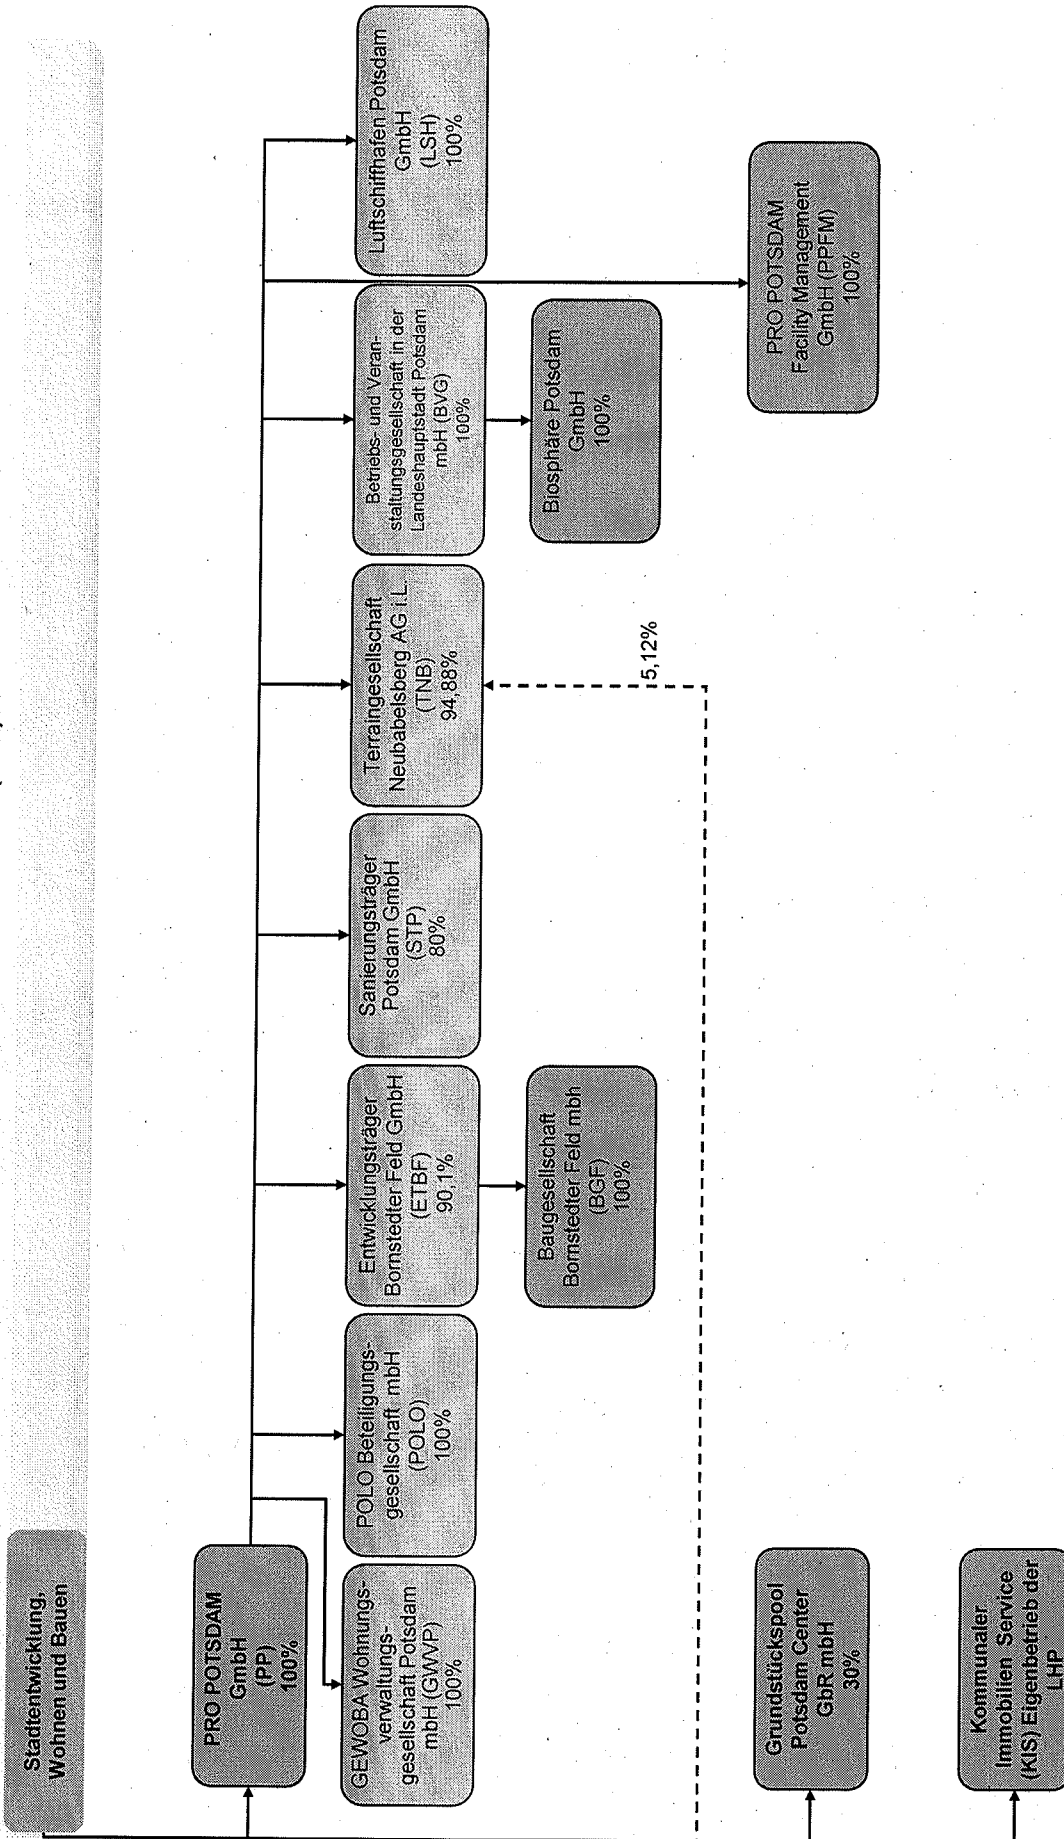 Stadtentwicklung,
Wohnen und Bauen
PRO POTSDAM
GmbH
(PP)
100%
GEWOBA Wohnungs-
verwaltungs-
gesellschaft Potsdam
mbH (GWVP)
100%
POLO Beteiligungs-
gesellschaft mbH
(POLO)
100%
Entwicklungsträger
Bornstedter Feld GmbH
(ETBF)
90,1%
Sanierungsträger
Potsdam GmbH
(STP)
80%
Terraingesellschaft
Neubabelsberg AG i.L.
(TNB)
94,88%
Betriebs- und Veran-
staltungsgesellschaft in der
Landeshauptstadt Potsdam
mbH (BVG)
100%
Luftschiffhafen Potsdam
GmbH
(LSH)
100%
Baugesellschaft
Bornstedter Feld mbh
(BGF)
100%
Biosphäre Potsdam
GmbH
100%
5,12%
PRO POTSDAM
Facility Management
GmbH (PPFM)
100%
Grundstückspool
Potsdam Center
GbR mbH
30%
Kommunaler
Immobilien Service
(KIS) Eigenbetrieb der
LHP